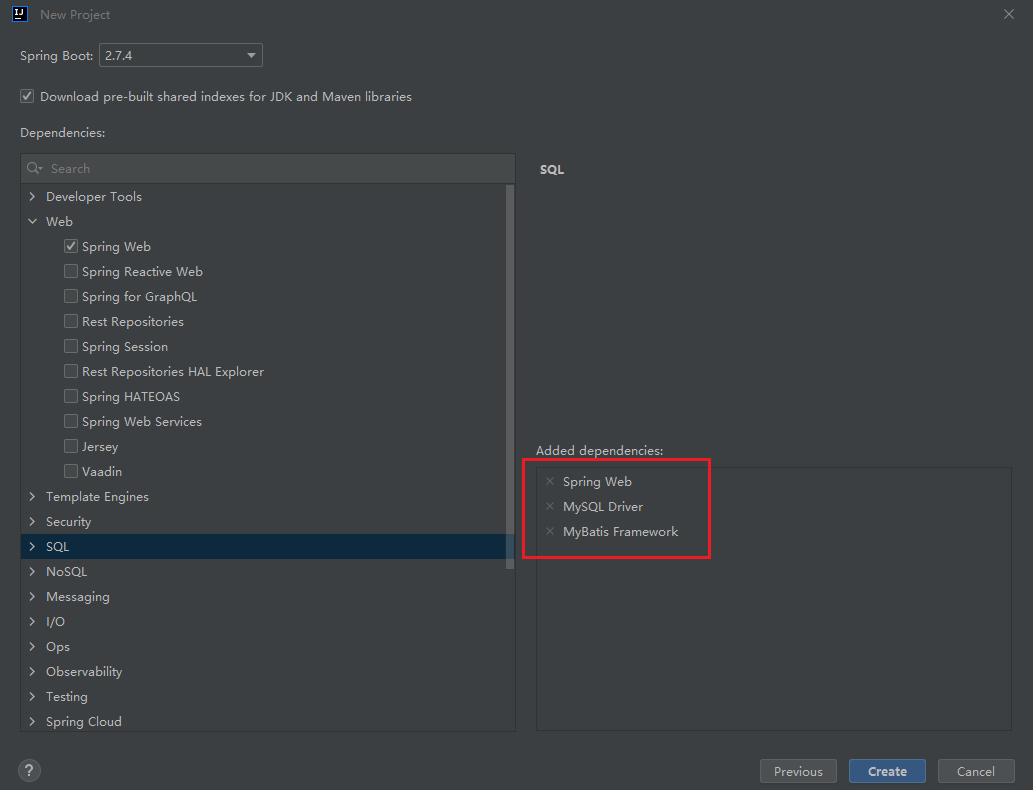 IJ New Project
Spring Boot: 2.7.4
Download pre-built shared indexes for JDK and Maven libraries
Dependencies:
Search
Developer Tools
Web
Spring Web
Spring Reactive Web
Spring for GraphQL
Rest Repositories
Spring Session
Rest Repositories HAL Explorer
Spring HATEOAS
Spring Web Services
Jersey
Vaadin
Template Engines
Security
SQL
NoSQL
Messaging
I/O
Ops
Observability
Testing
Spring Cloud
SQL
Added dependencies:
Spring Web
MySQL Driver
MyBatis Framework
?
Previous
Create
Cancel